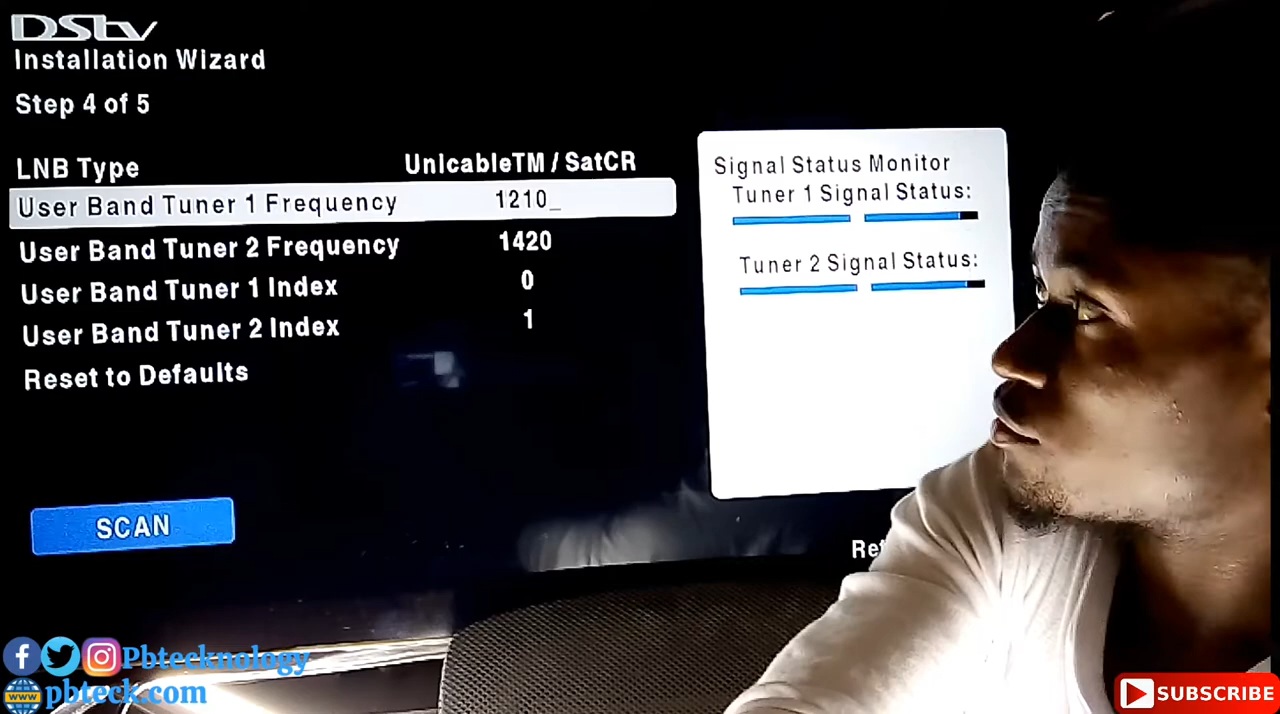 DStv
Installation Wizard
Step 4 of 5
LNB Type UnicableTM / SatCR
User Band Tuner 1 Frequency 1210_
User Band Tuner 2 Frequency 1420
User Band Tuner 1 Index 0
User Band Tuner 2 Index 1
Reset to Defaults
SCAN
Signal Status Monitor
Tuner 1 Signal Status:
Tuner 2 Signal Status:
Pbtecknology
www pbteck.com
SUBSCRIBE